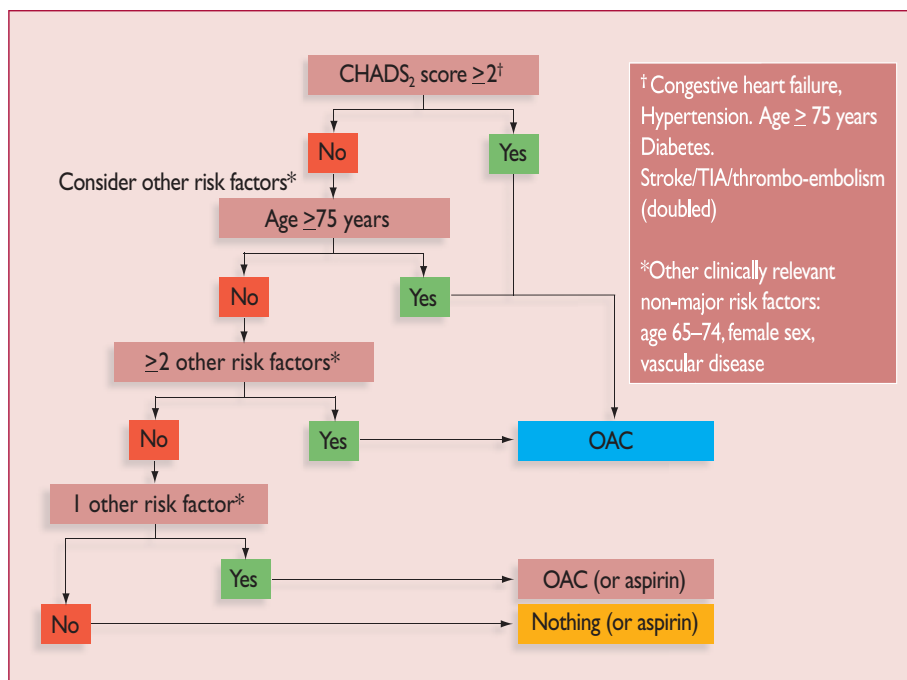 CHADS₂ score ≥2†
No
Yes
Consider other risk factors*
Age ≥75 years
No
Yes
≥2 other risk factors*
No
Yes
OAC
1 other risk factor*
Yes
OAC (or aspirin)
No
Nothing (or aspirin)
† Congestive heart failure,
Hypertension. Age ≥ 75 years
Diabetes.
Stroke/TIA/thrombo-embolism
(doubled)
*Other clinically relevant
non-major risk factors:
age 65–74, female sex,
vascular disease